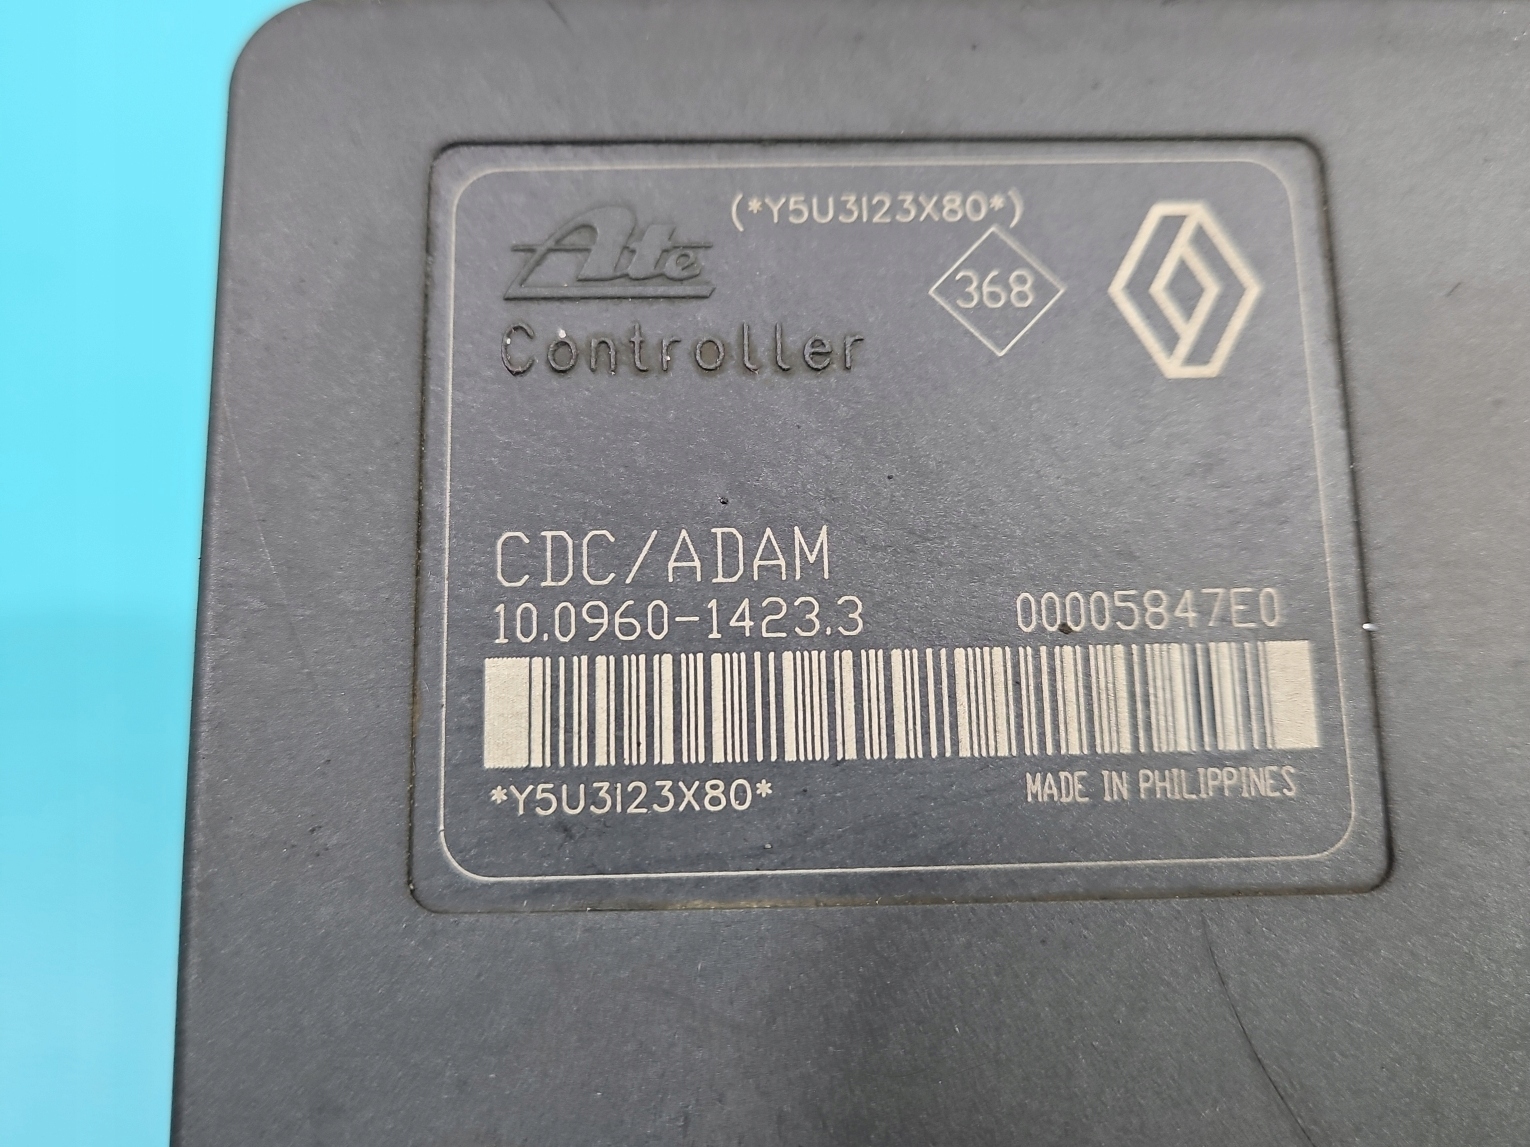 (*Y5U3I23X80*)
Ate
368
Controller
CDC/ADAM
10.0960-1423.3
00005847E0
*Y5U3I23X80*
MADE IN PHILIPPINES